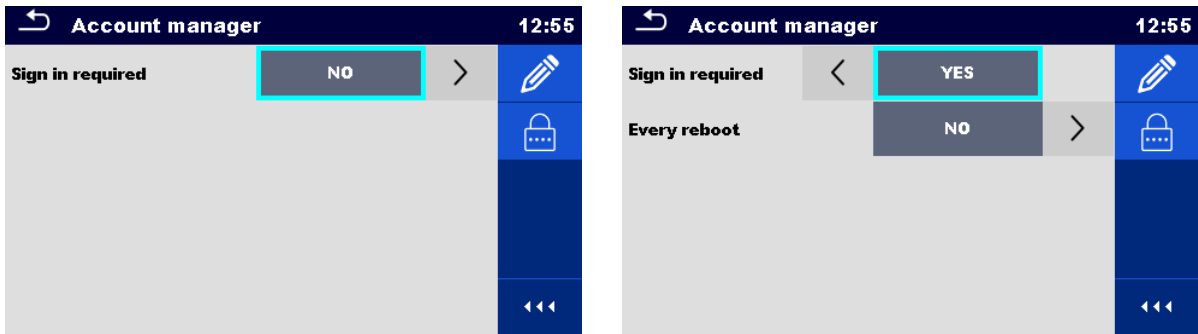 Account manager 12:55
Sign in required NO
Account manager 12:55
Sign in required YES
Every reboot NO